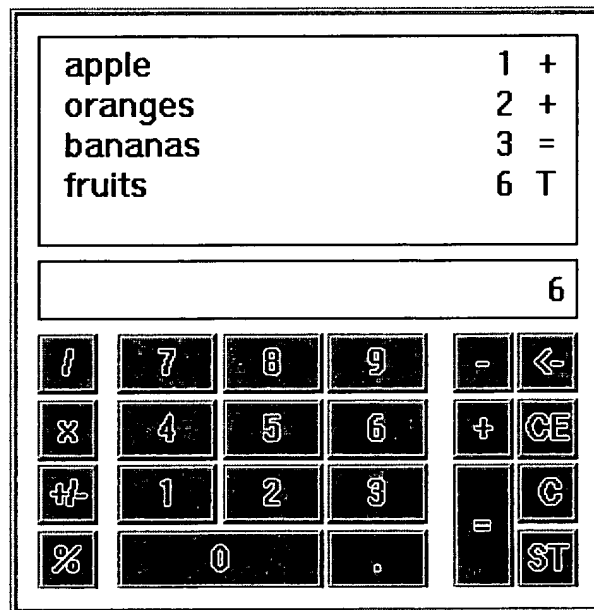 apple 1 +
oranges 2 +
bananas 3 =
fruits 6 T
6
/ 7 8 9 - <-
x 4 5 6 + CE
+/- 1 2 3 = C
% 0 . ST